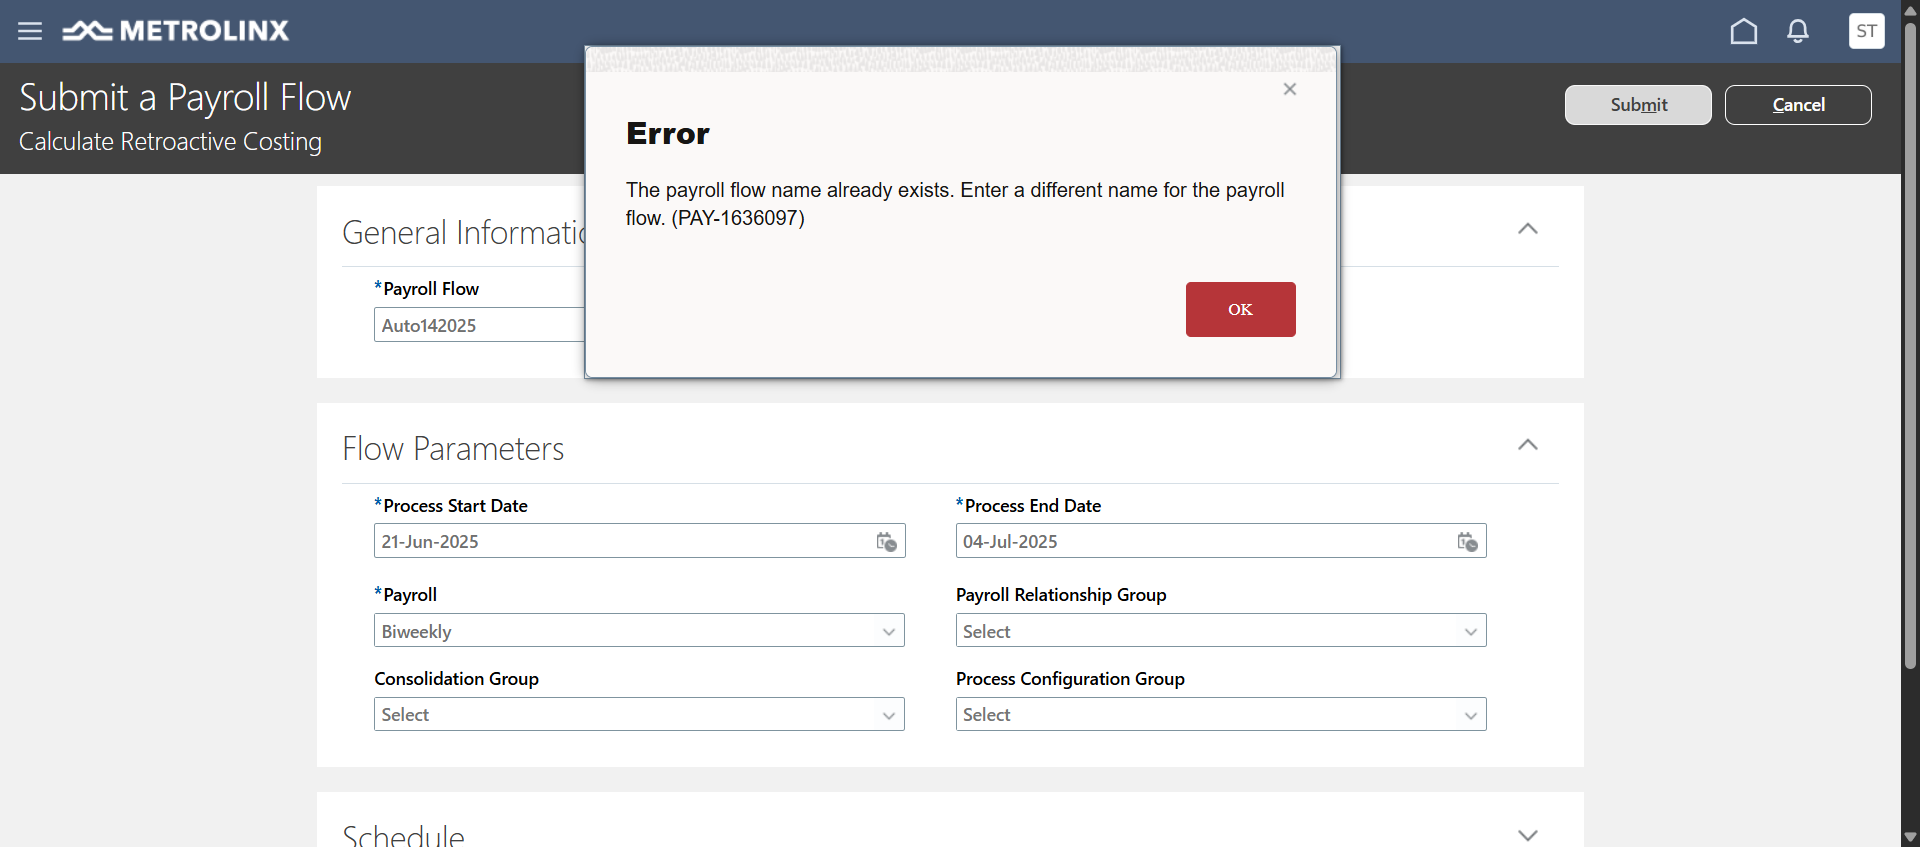 METROLINX
ST
Submit a Payroll Flow
Calculate Retroactive Costing
Submit
Cancel
Error
The payroll flow name already exists. Enter a different name for the payroll
flow. (PAY-1636097)
OK
General Informatio
*Payroll Flow
Auto142025
Flow Parameters
*Process Start Date
*Process End Date
21-Jun-2025
04-Jul-2025
*Payroll
Payroll Relationship Group
Biweekly
Select
Consolidation Group
Process Configuration Group
Select
Select
Schedule